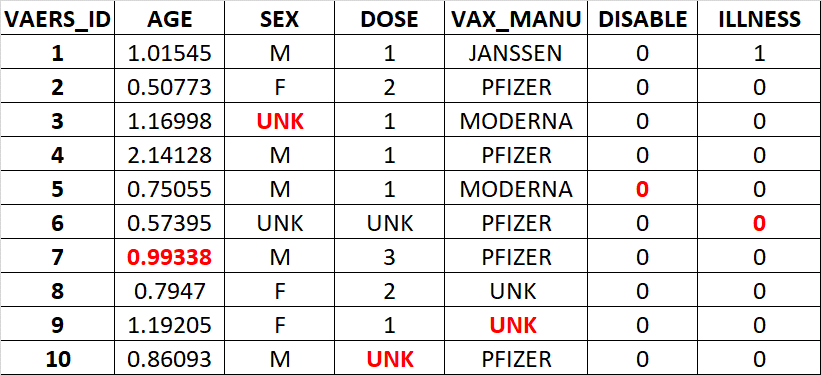 VAERS_ID AGE SEX DOSE VAX_MANU DISABLE ILLNESS
1 1.01545 M 1 JANSSEN 0 1
2 0.50773 F 2 PFIZER 0 0
3 1.16998 UNK 1 MODERNA 0 0
4 2.14128 M 1 PFIZER 0 0
5 0.75055 M 1 MODERNA 0 0
6 0.57395 UNK UNK PFIZER 0 0
7 0.99338 M 3 PFIZER 0 0
8 0.7947 F 2 UNK 0 0
9 1.19205 F 1 UNK 0 0
10 0.86093 M UNK PFIZER 0 0